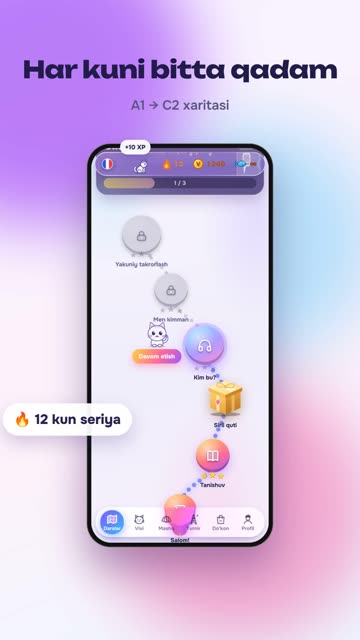 Har kuni bitta qadam
A1 → C2 xaritasi
+10 XP
12
1240
1 / 3
Yakuniy takrorlash
Men kimman
Davom etish
Kim bu?
Sirli quti
🔥 12 kun seriya
Tanishuv
Darslar
Vivi
Do'kon
Profil
Salom!